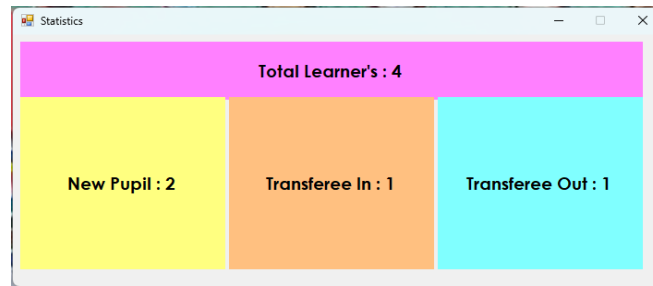 Statistics
Total Learner's : 4
New Pupil : 2
Transferee In : 1
Transferee Out : 1